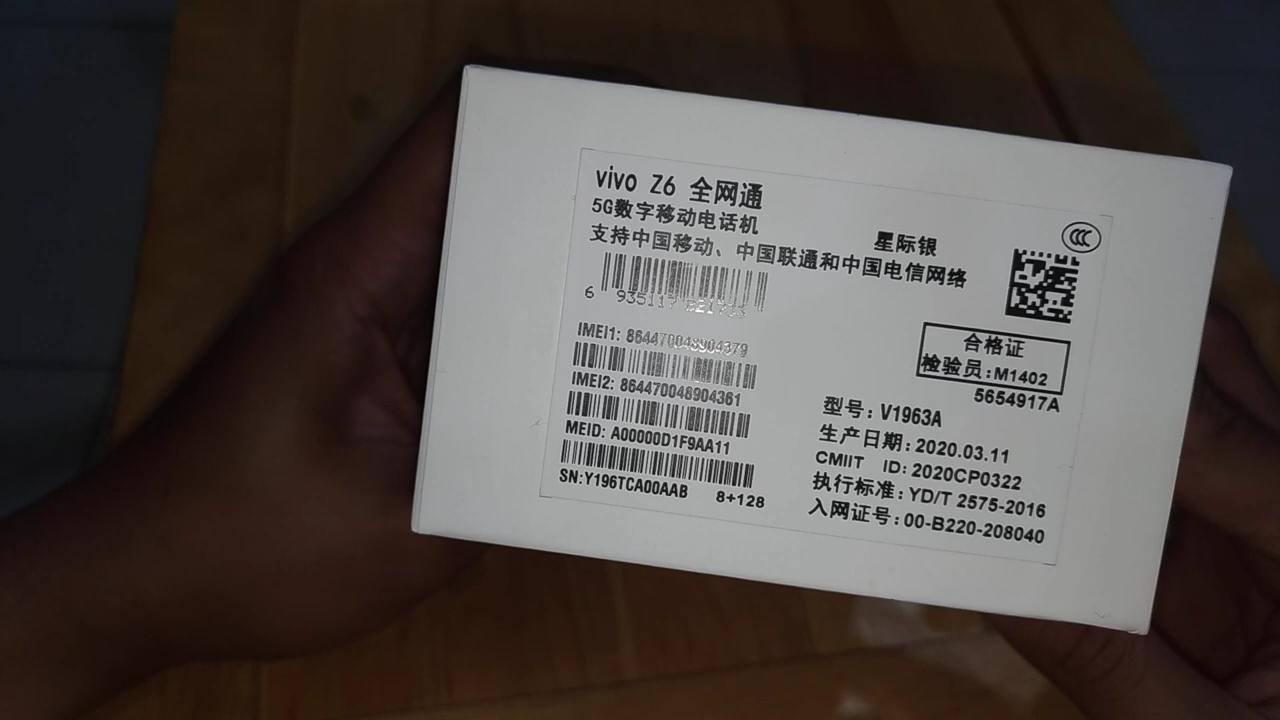 vivo Z6 全网通
5G数字移动电话机
星际银
支持中国移动、中国联通和中国电信网络
6 935117
IMEI1: 864470048904379
IMEI2: 864470048904361
MEID: A00000D1F9AA11
SN:Y196TCA00AAB 8+128
CCC
合格证
检验员:M1402
5654917A
型号: V1963A
生产日期: 2020.03.11
CMIIT ID: 2020CP0322
执行标准: YD/T 2575-2016
入网证号: 00-B220-208040